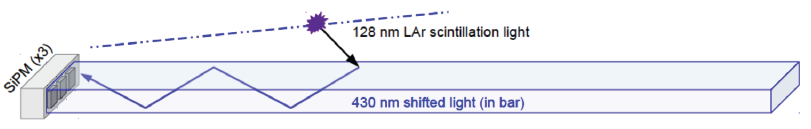 128 nm LAr scintillation light
SiPM (x3)
430 nm shifted light (in bar)